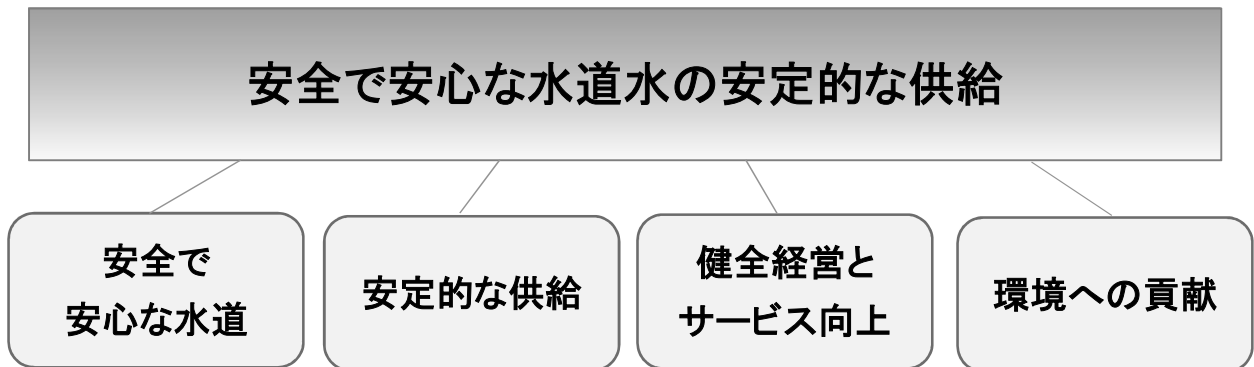 安全で安心な水道水の安定的な供給
安全で
安心な水道
安定的な供給
健全経営と
サービス向上
環境への貢献